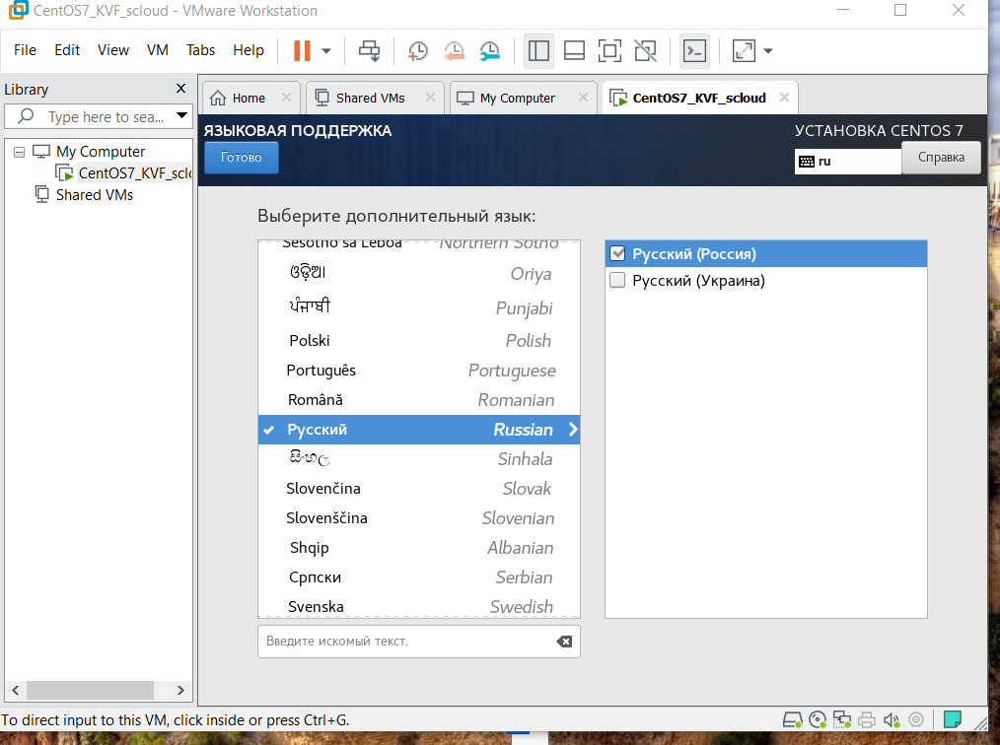 CentOS7_KVF_scloud - VMware Workstation
File Edit View VM Tabs Help
Library
Type here to sea...
My Computer
CentOS7_KVF_scl
Shared VMs
Home
Shared VMs
My Computer
CentOS7_KVF_scloud
ЯЗЫКОВАЯ ПОДДЕРЖКА
УСТАНОВКА CENTOS 7
Готово
ru
Справка
Выберите дополнительный язык:
Sesotho sa Leboa Northern Sotho
ଓଡ଼ିଆ Oriya
ਪੰਜਾਬੀ Punjabi
Polski Polish
Português Portuguese
Română Romanian
Русский Russian
සිංහල Sinhala
Slovenčina Slovak
Slovenščina Slovenian
Shqip Albanian
Српски Serbian
Svenska Swedish
Введите искомый текст.
Русский (Россия)
Русский (Украина)
To direct input to this VM, click inside or press Ctrl+G.